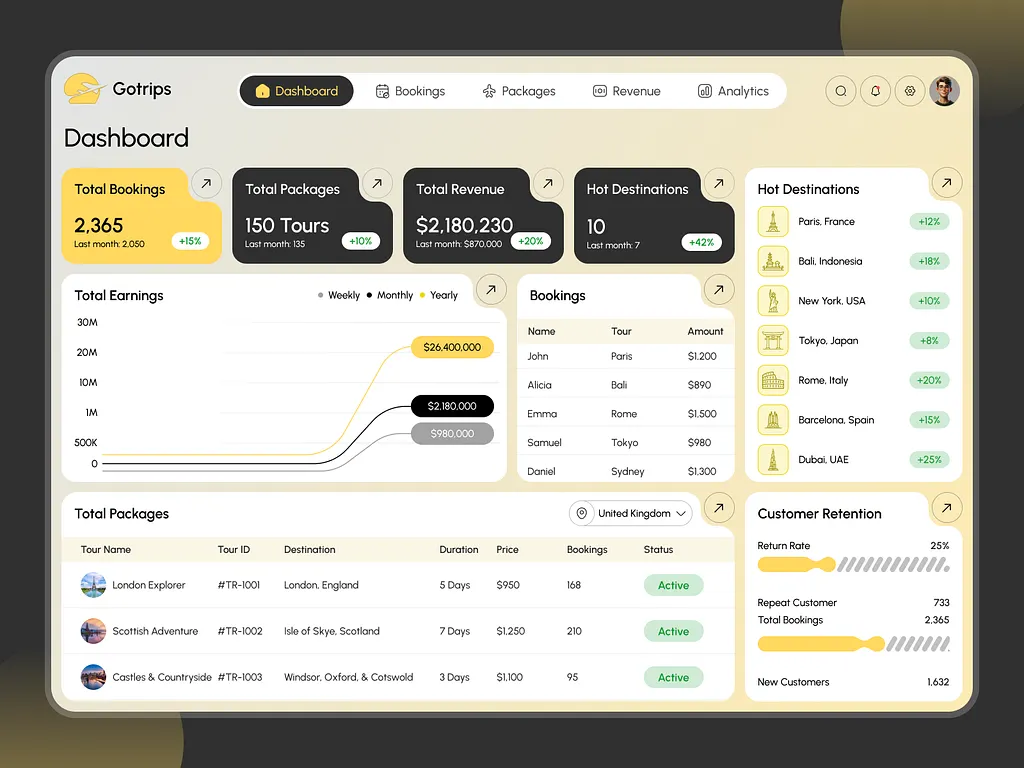 Gotrips
Dashboard
Bookings
Packages
Revenue
Analytics
Dashboard
Total Bookings
2,365
Last month: 2,050
+15%
Total Packages
150 Tours
Last month: 135
+10%
Total Revenue
$2,180,230
Last month: $870,000
+20%
Hot Destinations
10
Last month: 7
+42%
Hot Destinations
Paris, France +12%
Bali, Indonesia +18%
New York, USA +10%
Tokyo, Japan +8%
Rome, Italy +20%
Barcelona, Spain +15%
Dubai, UAE +25%
Total Earnings
Weekly Monthly Yearly
30M
20M
10M
1M
500K
0
$26,400,000
$2,180,000
$980,000
Bookings
Name Tour Amount
John Paris $1,200
Alicia Bali $890
Emma Rome $1,500
Samuel Tokyo $980
Daniel Sydney $1,300
Total Packages
United Kingdom
Tour Name Tour ID Destination Duration Price Bookings Status
London Explorer #TR-1001 London, England 5 Days $950 168 Active
Scottish Adventure #TR-1002 Isle of Skye, Scotland 7 Days $1,250 210 Active
Castles & Countryside #TR-1003 Windsor, Oxford, & Cotswold 3 Days $1,100 95 Active
Customer Retention
Return Rate 25%
Repeat Customer 733
Total Bookings 2,365
New Customers 1,632